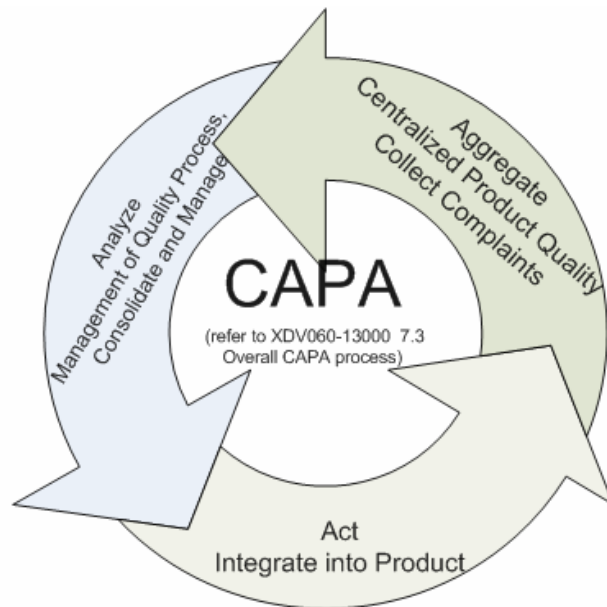 Aggregate
Centralized Product Quality
Collect Complaints
Analyze
Management of Quality Process,
Consolidate and Manage
CAPA
(refer to XDV060-13000 7.3
Overall CAPA process)
Act
Integrate into Product